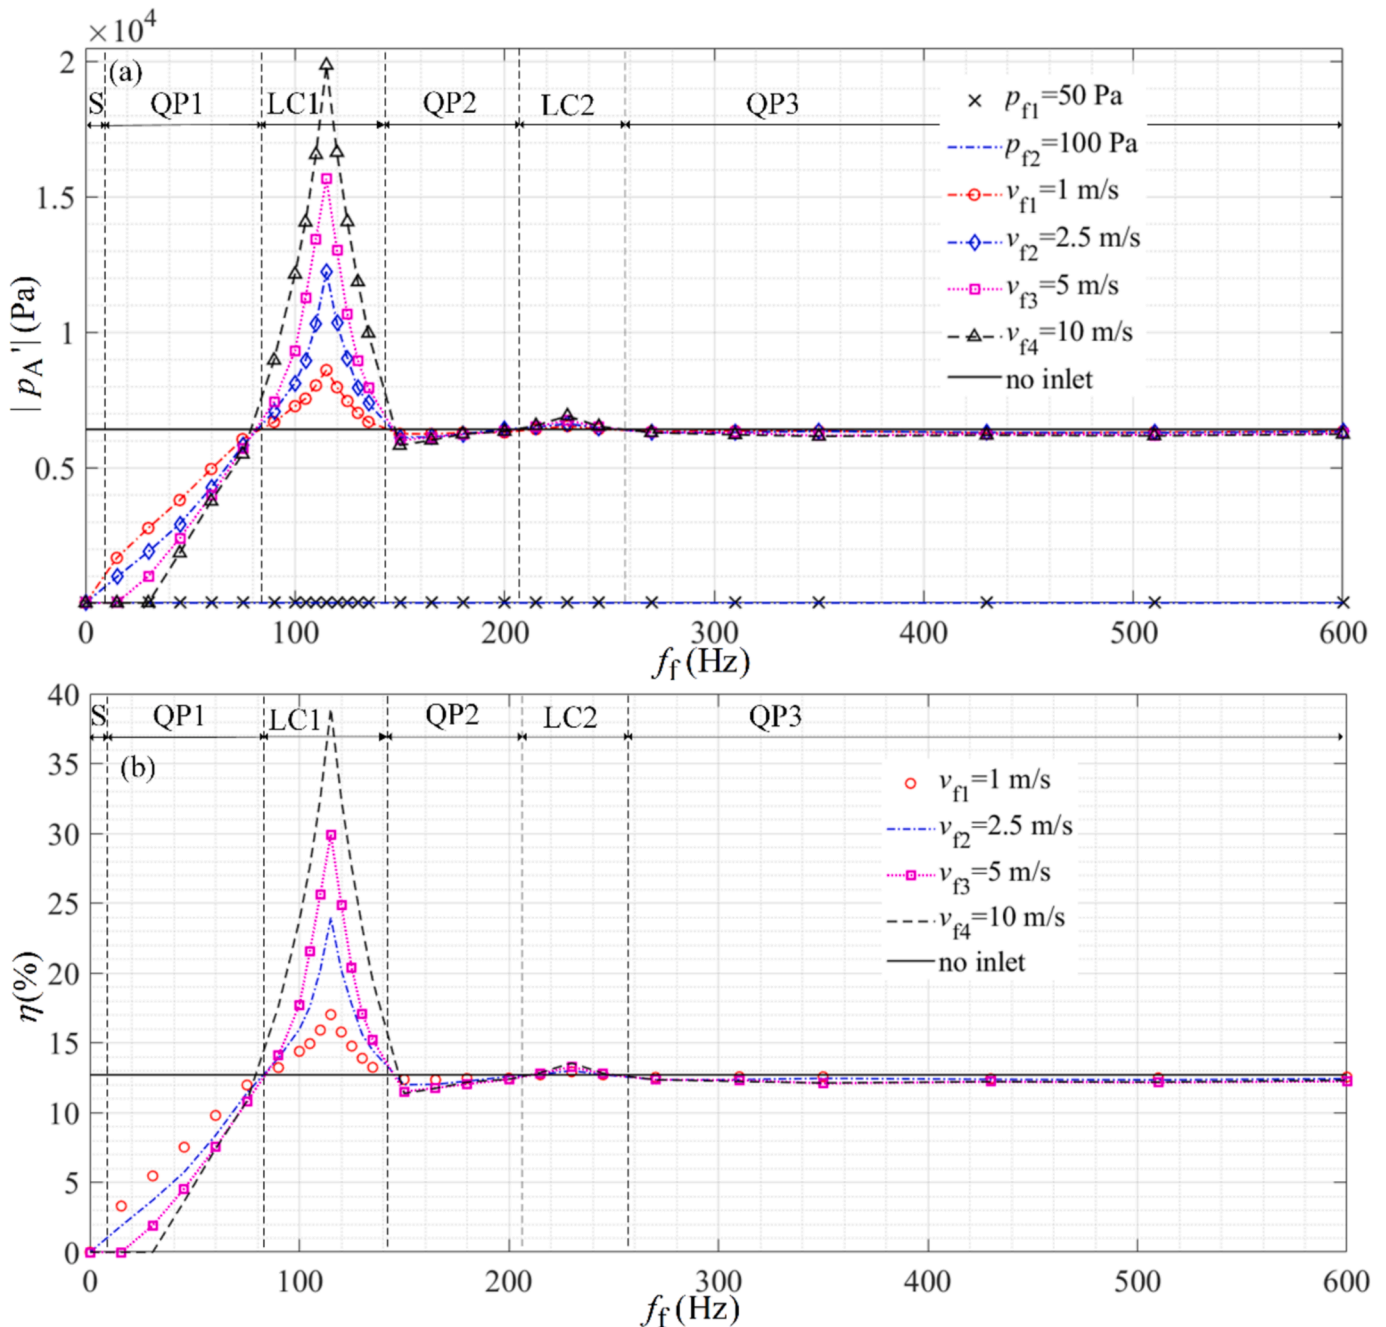 ×10⁴
(a)
S QP1 LC1 QP2 LC2 QP3
2
1.5
1
0.5
0
| p_A'| (Pa)
× p_f1=50 Pa
p_f2=100 Pa
v_f1=1 m/s
v_f2=2.5 m/s
v_f3=5 m/s
v_f4=10 m/s
no inlet
0 100 200 300 400 500 600
f_f (Hz)
40
35
30
25
20
15
10
5
0
S QP1 LC1 QP2 LC2 QP3
(b)
η(%)
v_f1=1 m/s
v_f2=2.5 m/s
v_f3=5 m/s
v_f4=10 m/s
no inlet
0 100 200 300 400 500 600
f_f (Hz)